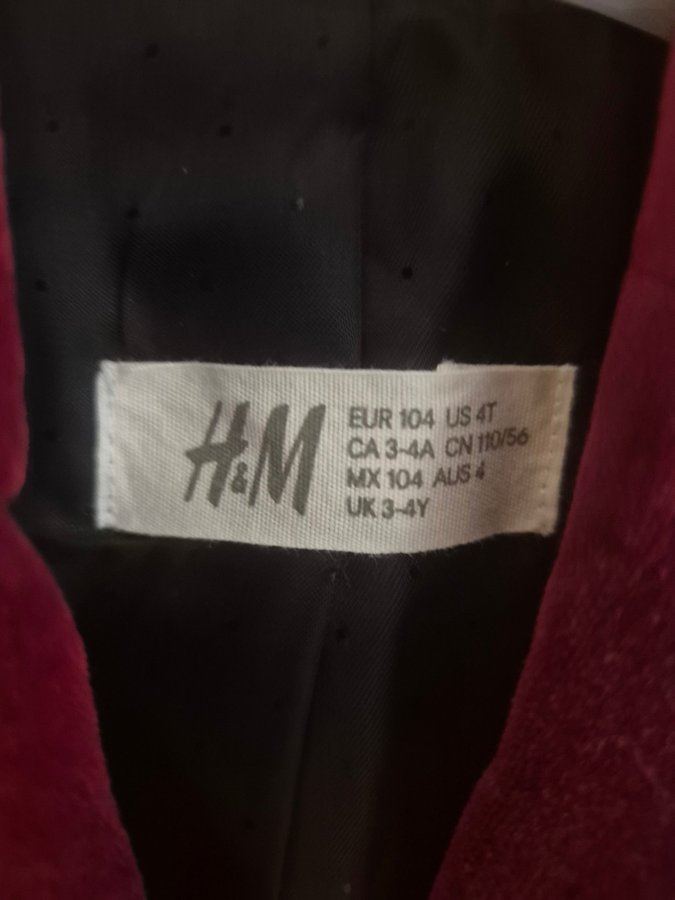 H&M
EUR 104 US 4T
CA 3-4A CN 110/56
MX 104 AUS 4
UK 3-4Y